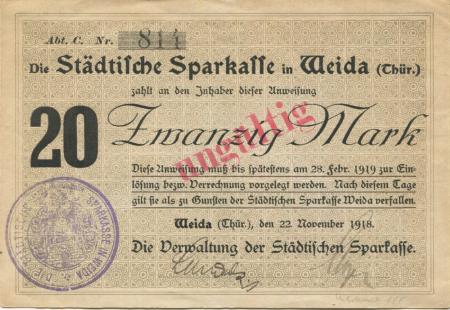 Abt. C. Nr. 814
Die Städtische Sparkasse in Weida (Thür.)
zahlt an den Inhaber dieser Anweisung
20 Zwanzig Mark
ungültig
Diese Anweisung muß bis spätestens am 28. Febr. 1919 zur Ein-
lösung bezw. Verrechnung vorgelegt werden. Nach diesem Tage
gilt sie als zu Gunsten der Städtischen Sparkasse Weida verfallen.
Weida (Thür.), den 22. November 1918.
Die Verwaltung der Städtischen Sparkasse.
SPARKASSE IN WEIDA